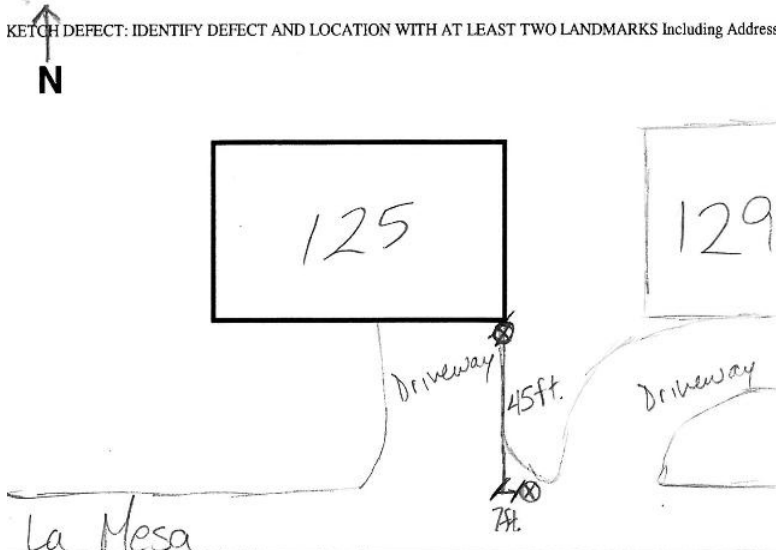 KETCH DEFECT: IDENTIFY DEFECT AND LOCATION WITH AT LEAST TWO LANDMARKS Including Address
N
125
129
Driveway
45ft.
Driveway
7ft.
La Mesa